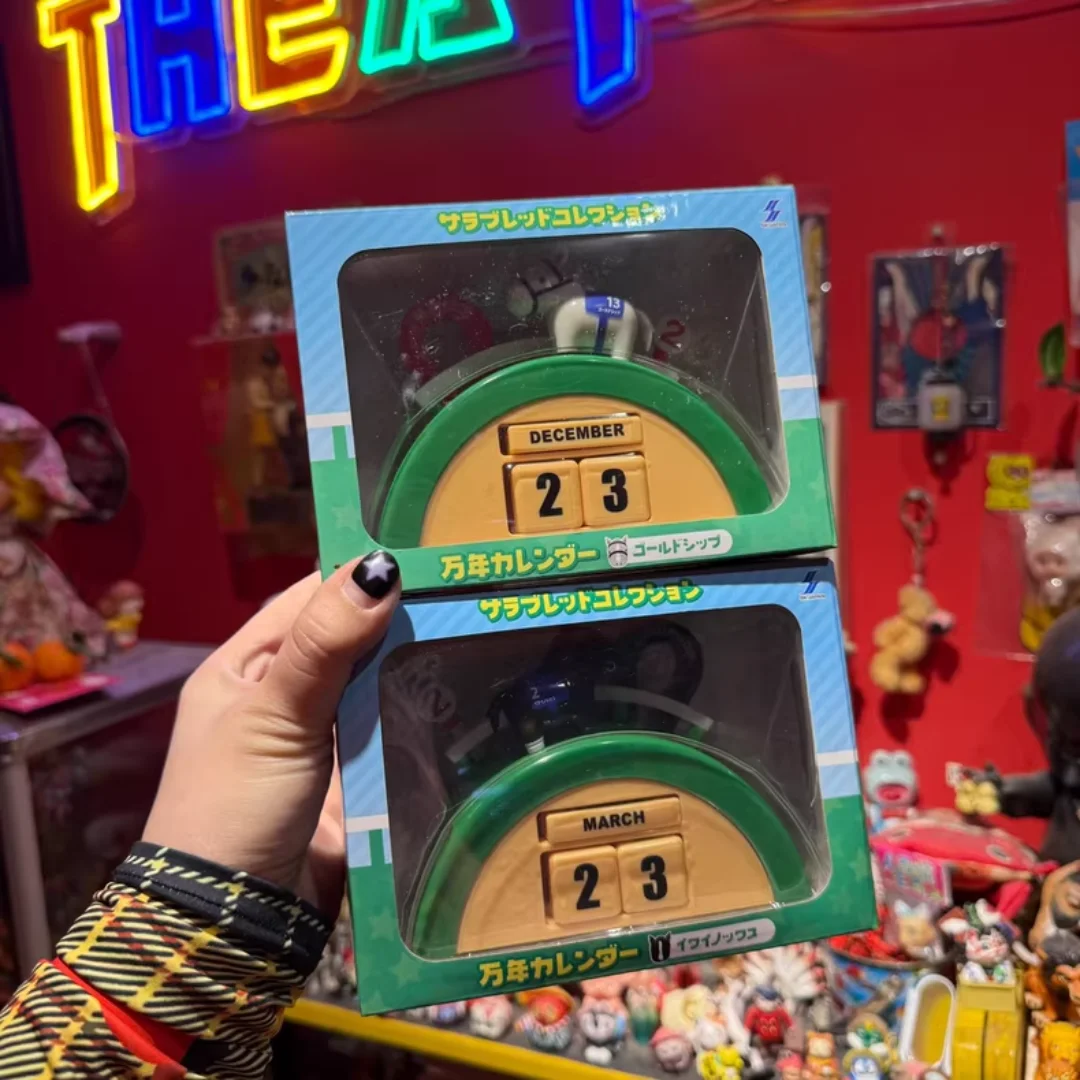 THE
サラブレッドコレクション
13
DECEMBER
2 3
万年カレンダー
ゴールドシップ
サラブレッドコレクション
2
MARCH
2 3
万年カレンダー
イクイノックス